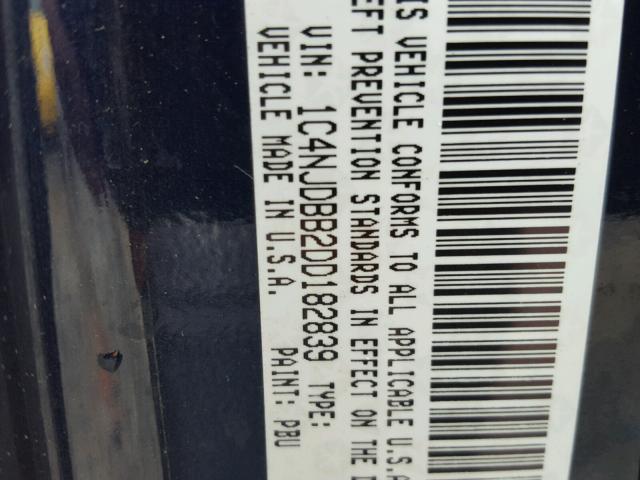 IS VEHICLE CONFORMS TO ALL APPLICABLE U.S.A
EFT PREVENTION STANDARDS IN EFFECT ON THE D
VIN: 1C4NJDBB2DD182839 TYPE:
VEHICLE MADE IN U.S.A. PAINT: PBU